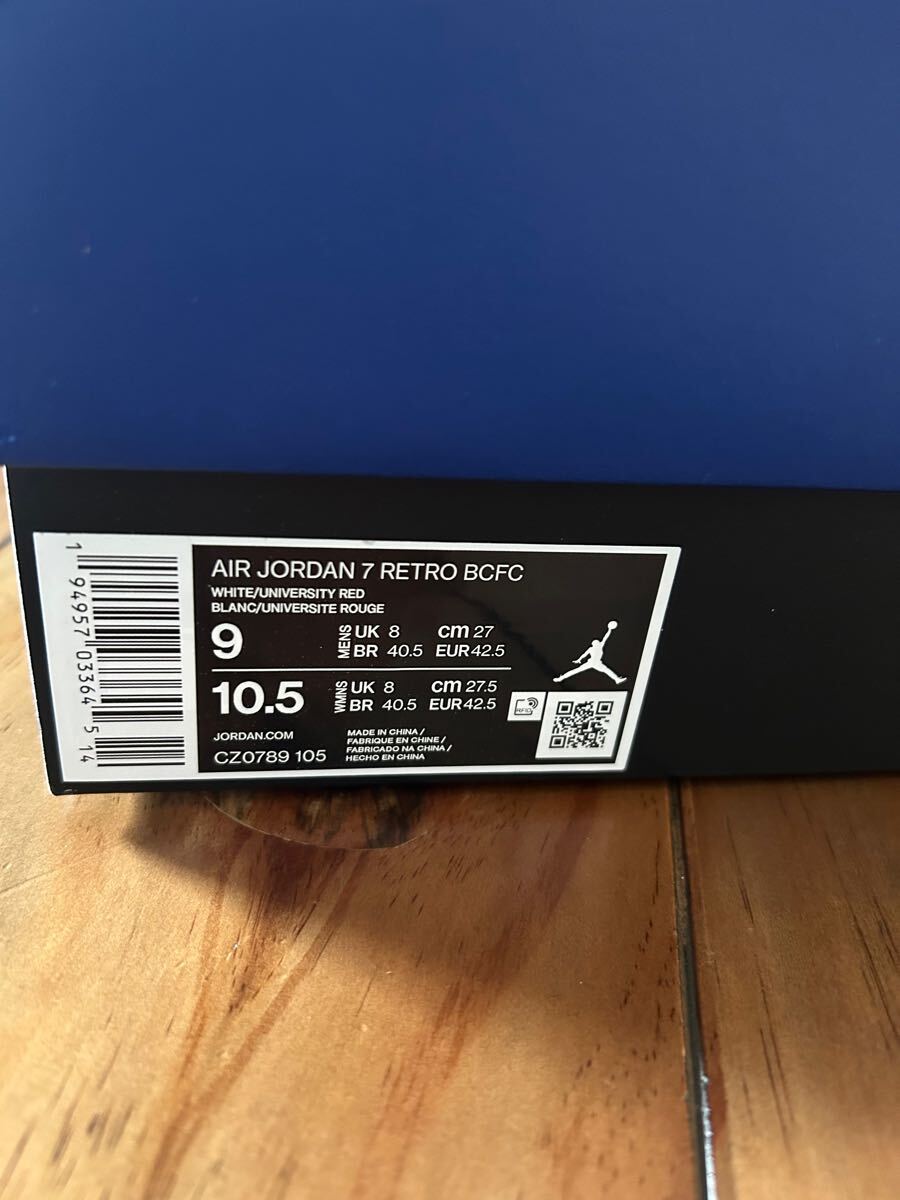 AIR JORDAN 7 RETRO BCFC
WHITE/UNIVERSITY RED
BLANC/UNIVERSITE ROUGE
9 MENS UK 8 cm 27
BR 40.5 EUR 42.5
10.5 WMNS UK 8 cm 27.5
BR 40.5 EUR 42.5
JORDAN.COM
CZ0789 105
MADE IN CHINA /
FABRIQUE EN CHINE /
FABRICADO NA CHINA /
HECHO EN CHINA
RFID
1 94957 03364 5 14